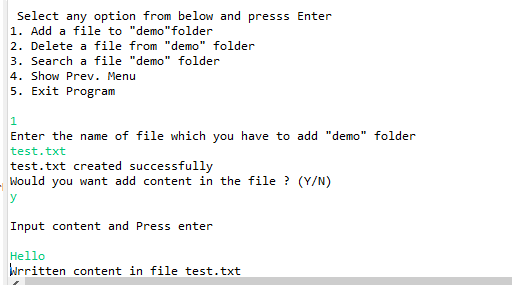 Select any option from below and presss Enter
1. Add a file to "demo"folder
2. Delete a file from "demo" folder
3. Search a file "demo" folder
4. Show Prev. Menu
5. Exit Program
1
Enter the name of file which you have to add "demo" folder
test.txt
test.txt created successfully
Would you want add content in the file ? (Y/N)
y
Input content and Press enter
Hello
Wrritten content in file test.txt